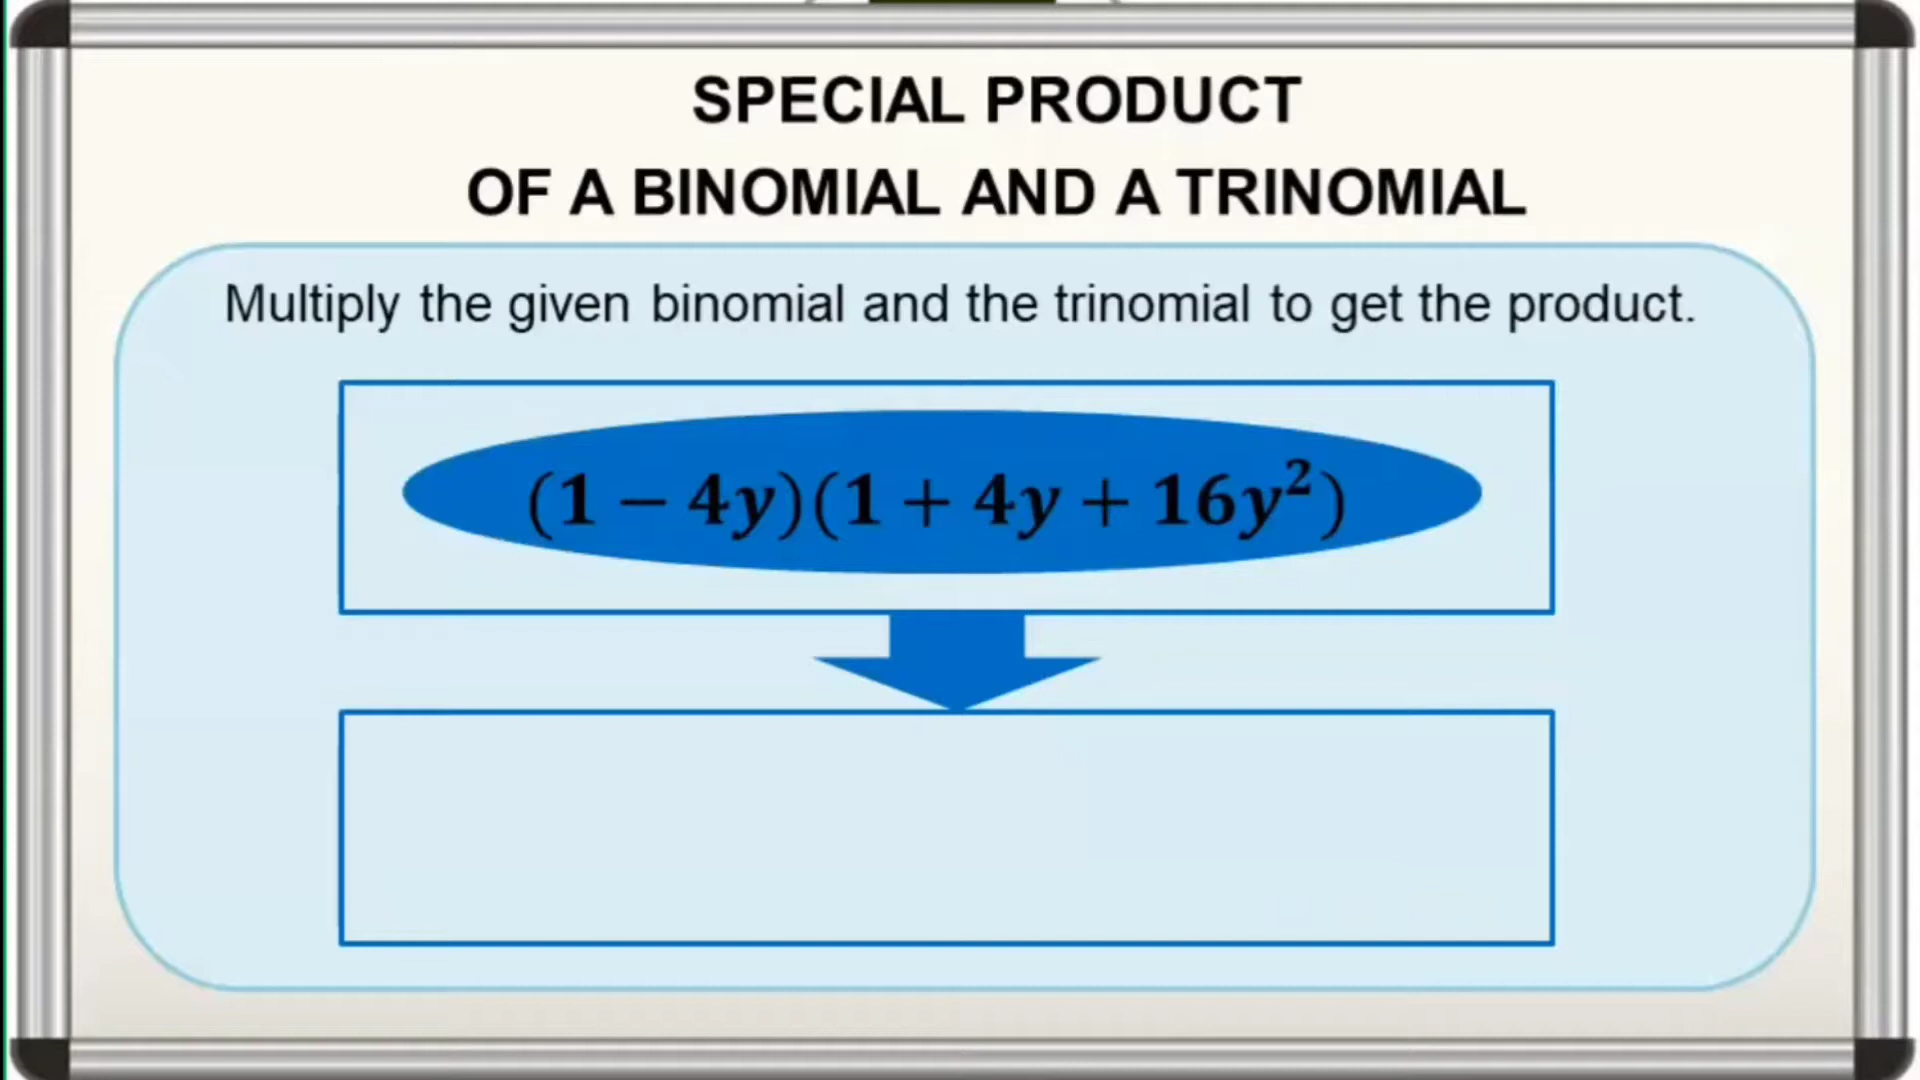 SPECIAL PRODUCT
OF A BINOMIAL AND A TRINOMIAL
Multiply the given binomial and the trinomial to get the product.
(1 − 4y)(1 + 4y + 16y²)